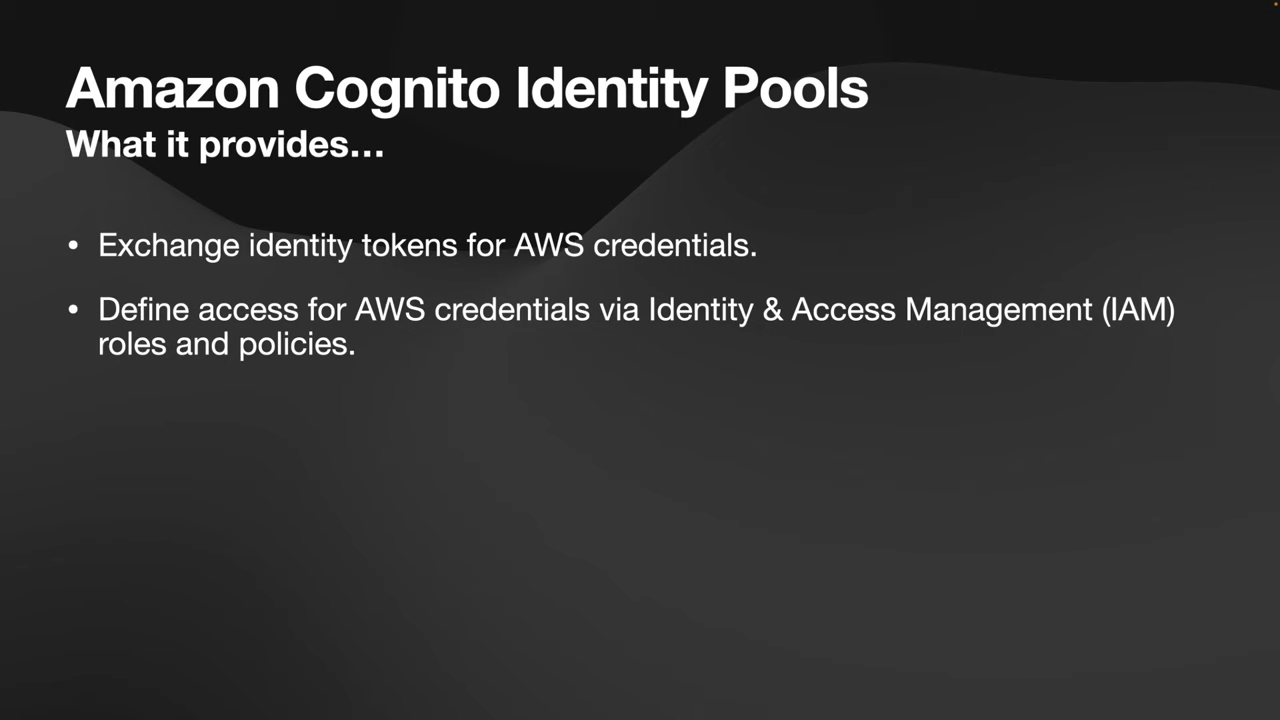 Amazon Cognito Identity Pools
What it provides…
• Exchange identity tokens for AWS credentials.
• Define access for AWS credentials via Identity & Access Management (IAM)
roles and policies.